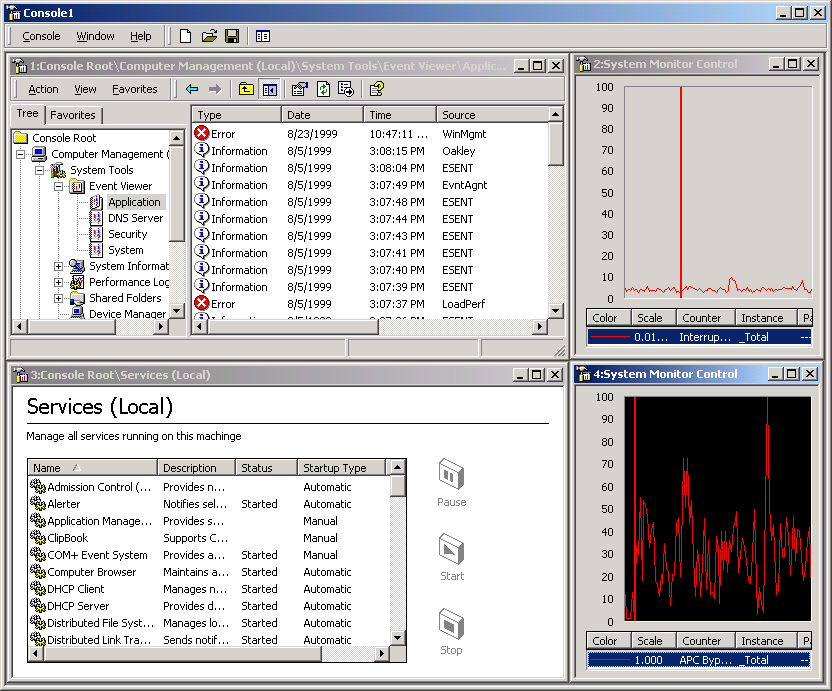 Console1
Console Window Help
1:Console Root\Computer Management (Local)\System Tools\Event Viewer\Applic...
Action View Favorites
Tree Favorites
Console Root
Computer Management (
System Tools
Event Viewer
Application
DNS Server
Security
System
System Informat
Performance Log
Shared Folders
Device Manager
Type Date Time Source
Error 8/23/1999 10:47:11 ... WinMgmt
Information 8/5/1999 3:08:15 PM Oakley
Information 8/5/1999 3:08:04 PM ESENT
Information 8/5/1999 3:07:49 PM EvntAgnt
Information 8/5/1999 3:07:48 PM ESENT
Information 8/5/1999 3:07:44 PM ESENT
Information 8/5/1999 3:07:43 PM ESENT
Information 8/5/1999 3:07:41 PM ESENT
Information 8/5/1999 3:07:40 PM ESENT
Information 8/5/1999 3:07:39 PM ESENT
Error 8/5/1999 3:07:37 PM LoadPerf
2:System Monitor Control
100
90
80
70
60
50
40
30
20
10
0
Color Scale Counter Instance Pa
0.01... Interrup... _Total ---
3:Console Root\Services (Local)
Services (Local)
Manage all services running on this machinge
Name Description Status Startup Type
Admission Control (... Provides n... Automatic
Alerter Notifies sel... Started Automatic
Application Manage... Provides s... Manual
ClipBook Supports C... Manual
COM+ Event System Provides a... Started Manual
Computer Browser Maintains a... Started Automatic
DHCP Client Manages n... Started Automatic
DHCP Server Provides d... Started Automatic
Distributed File Syst... Manages lo... Started Automatic
Distributed Link Tra... Sends notif... Started Automatic
Pause
Start
Stop
4:System Monitor Control
100
90
80
70
60
50
40
30
20
10
0
Color Scale Counter Instance P
1.000 APC Byp... _Total ---